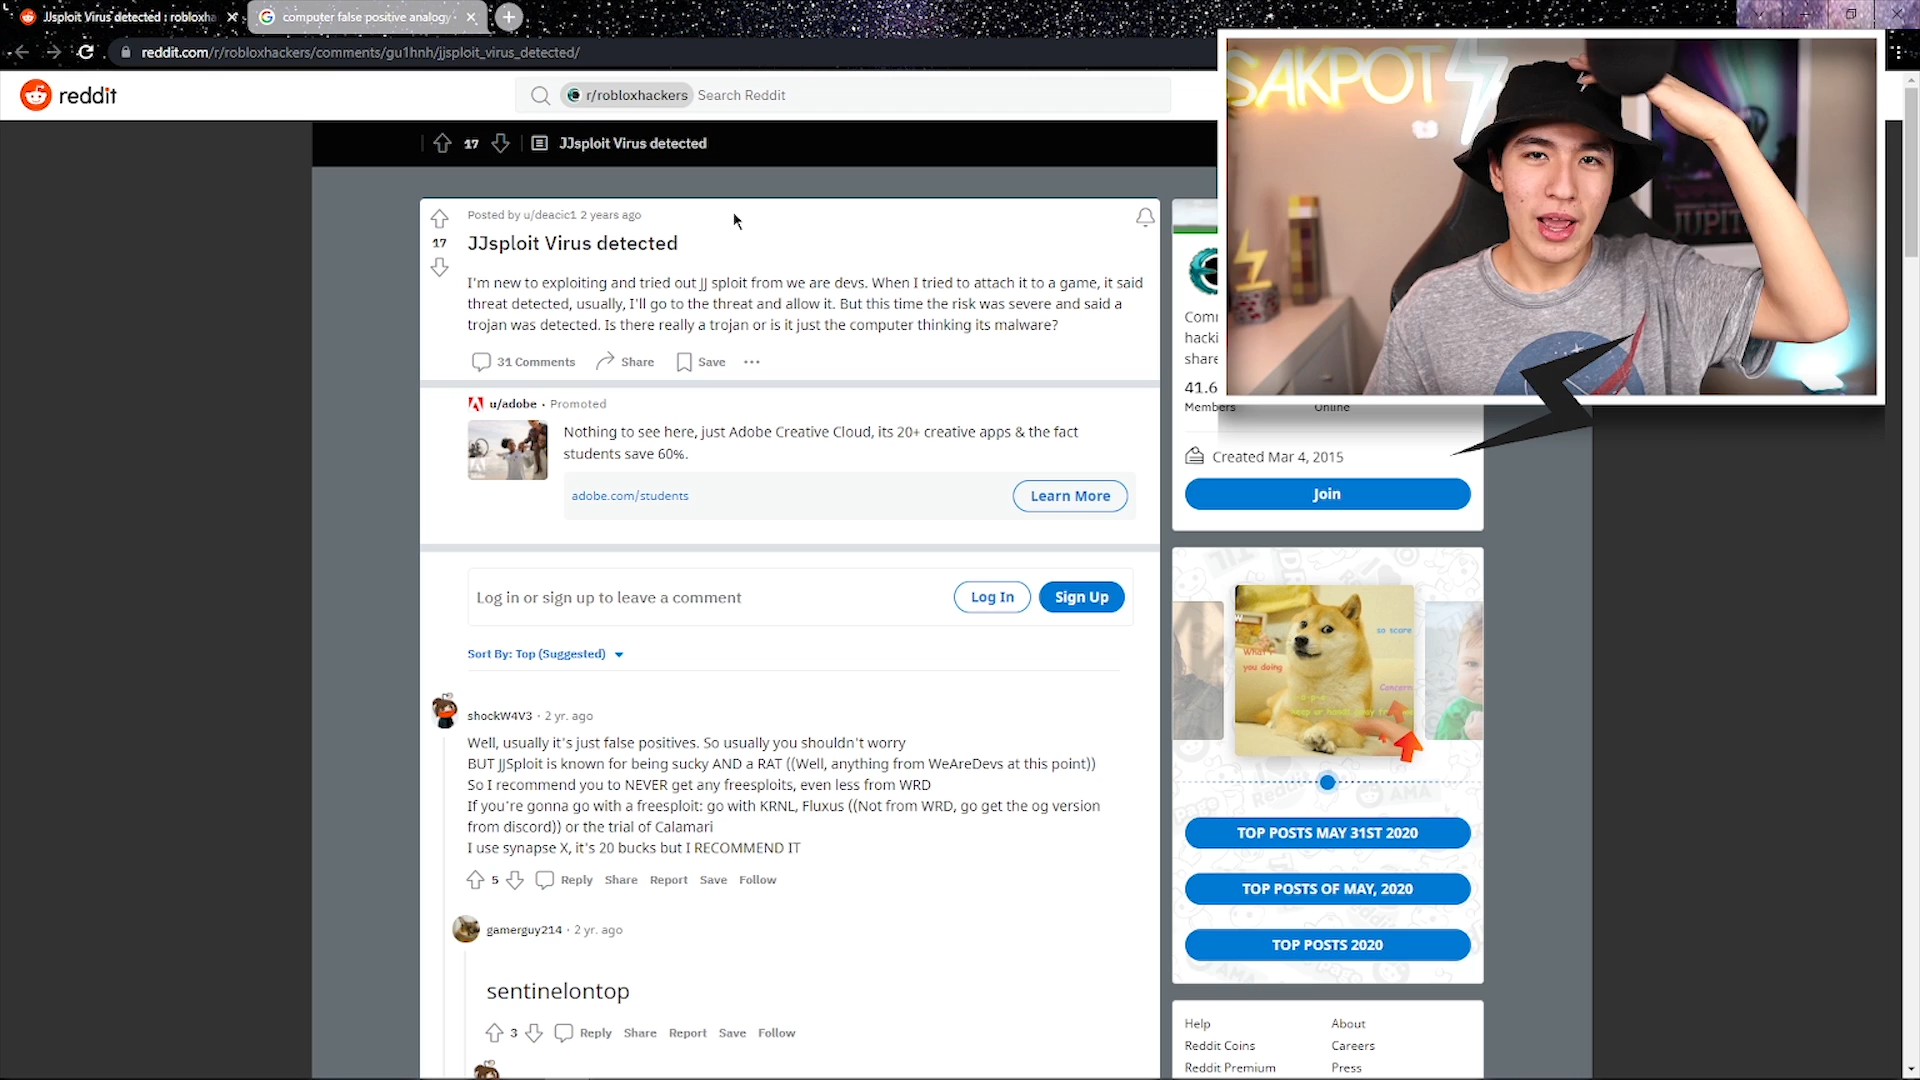 JJsploit Virus detected : robloxha
computer false positive analogy
reddit.com/r/robloxhackers/comments/gu1hnh/jjsploit_virus_detected/
reddit
r/robloxhackers Search Reddit
SAKPOT
JUPIT
17 JJsploit Virus detected
Posted by u/deacic1 2 years ago
17
JJsploit Virus detected
I'm new to exploiting and tried out JJ sploit from we are devs. When I tried to attach it to a game, it said
threat detected, usually, I'll go to the threat and allow it. But this time the risk was severe and said a
trojan was detected. Is there really a trojan or is it just the computer thinking its malware?
31 Comments Share Save
u/adobe • Promoted
Nothing to see here, just Adobe Creative Cloud, its 20+ creative apps & the fact
students save 60%.
adobe.com/students
Learn More
Log in or sign up to leave a comment
Log In
Sign Up
Sort By: Top (Suggested)
shockW4V3 · 2 yr. ago
Well, usually it's just false positives. So usually you shouldn't worry
BUT JJSploit is known for being sucky AND a RAT ((Well, anything from WeAreDevs at this point))
So I recommend you to NEVER get any freesploits, even less from WRD
If you're gonna go with a freesploit: go with KRNL, Fluxus ((Not from WRD, go get the og version
from discord)) or the trial of Calamari
I use synapse X, it's 20 bucks but I RECOMMEND IT
5 Reply Share Report Save Follow
gamerguy214 · 2 yr. ago
sentinelontop
3 Reply Share Report Save Follow
Com
hacki
share
41.6
Members
Online
Created Mar 4, 2015
Join
so scare
What
you doing
Concern
TOP POSTS MAY 31ST 2020
TOP POSTS OF MAY, 2020
TOP POSTS 2020
Help
About
Reddit Coins
Careers
Reddit Premium
Press